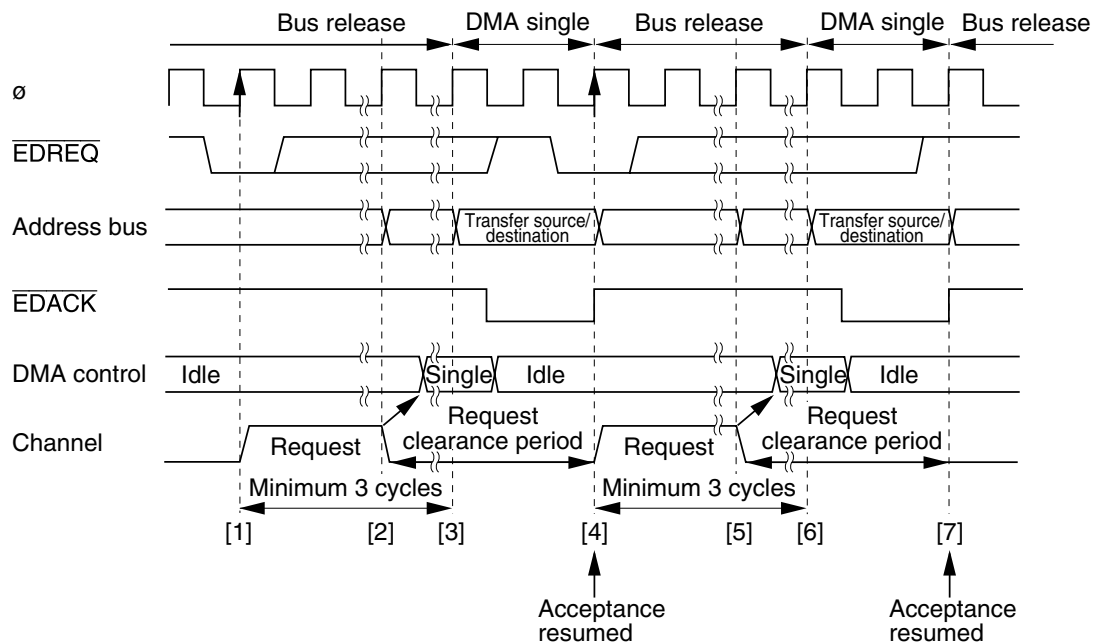 Bus release DMA single Bus release DMA single Bus release
ø
EDREQ
Address bus Transfer source/ destination Transfer source/ destination
EDACK
DMA control Idle Single Idle Single Idle
Channel Request Request clearance period Request Request clearance period
Minimum 3 cycles Minimum 3 cycles
[1] [2] [3] [4] [5] [6] [7]
Acceptance resumed Acceptance resumed